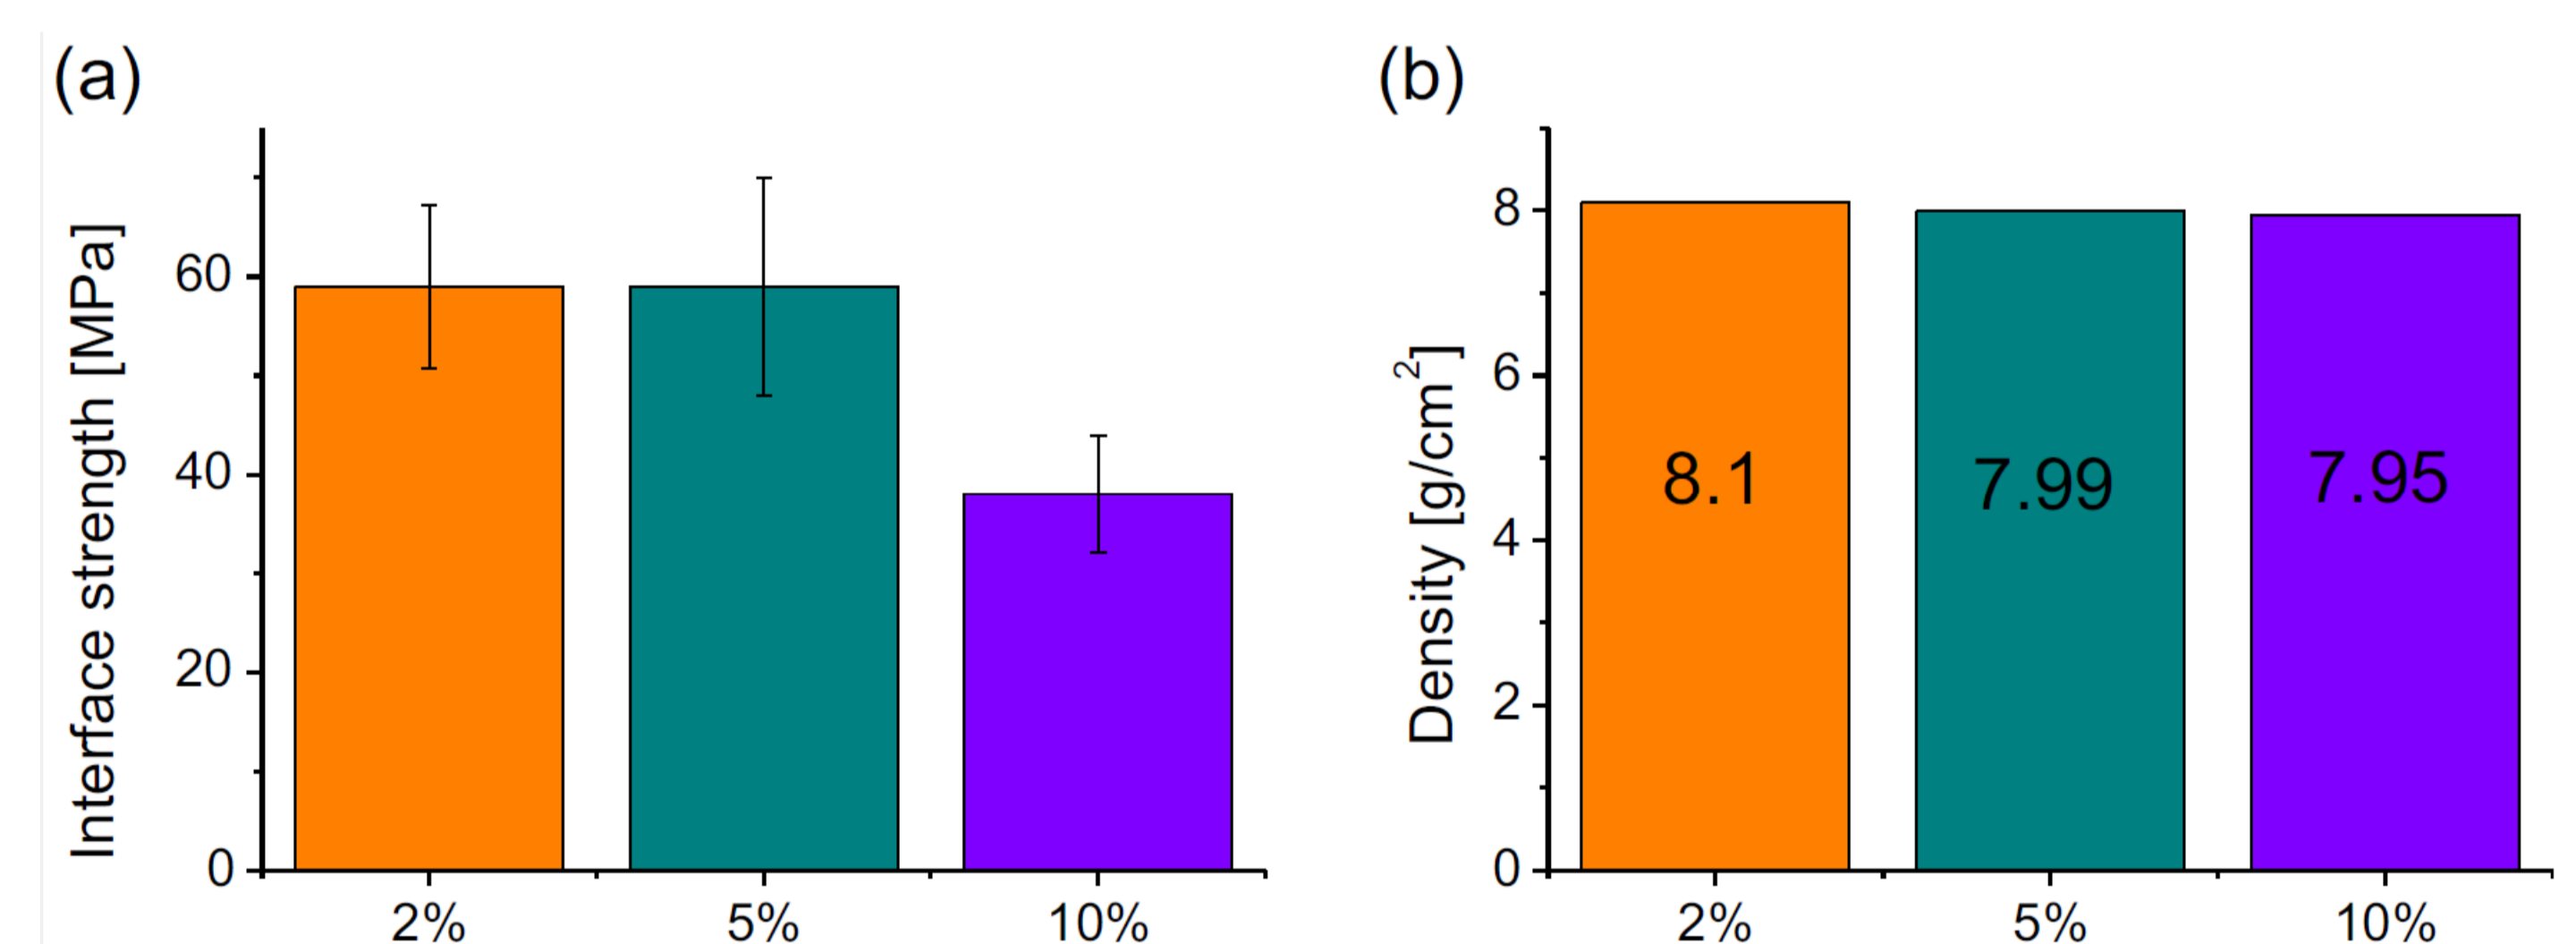 (a)
Interface strength [MPa]
60
40
20
0
2% 5% 10%
(b)
Density [g/cm²]
8
6
4
2
0
8.1 7.99 7.95
2% 5% 10%